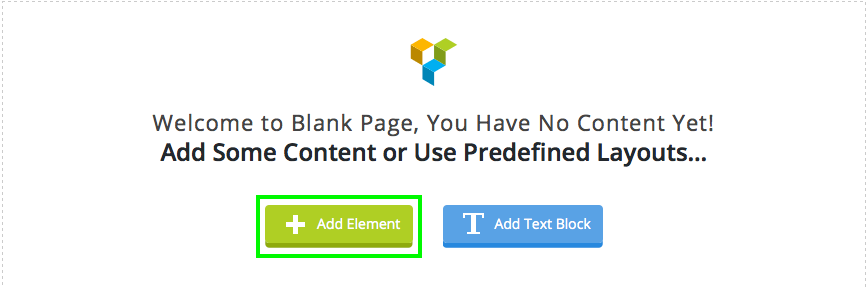 Welcome to Blank Page, You Have No Content Yet!
Add Some Content or Use Predefined Layouts...
Add Element
Add Text Block